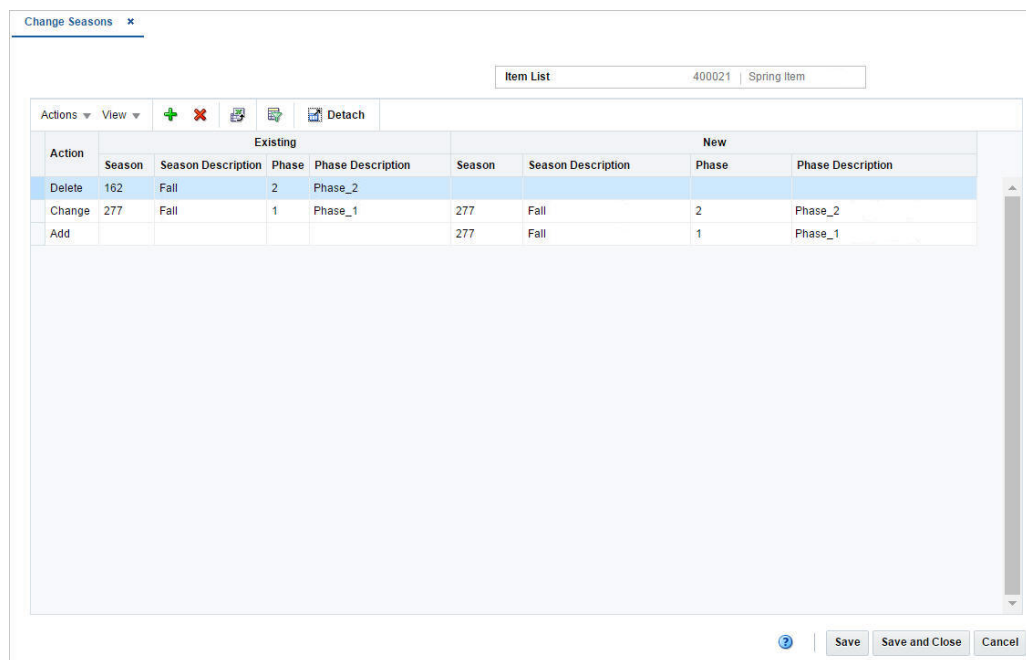 Change Seasons
Item List 400021 | Spring Item
Actions View Detach
Action Existing New
Season Season Description Phase Phase Description Season Season Description Phase Phase Description
Delete 162 Fall 2 Phase_2
Change 277 Fall 1 Phase_1 277 Fall 2 Phase_2
Add 277 Fall 1 Phase_1
? Save Save and Close Cancel